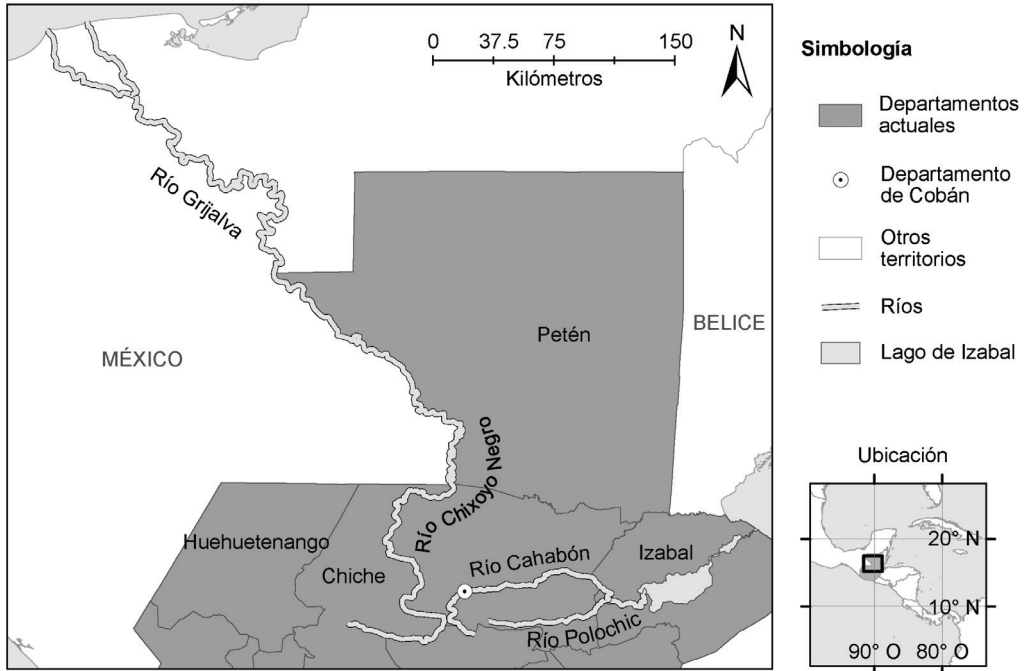 N
0 37.5 75 150
Kilómetros
Río Grijalva
MÉXICO
Petén
BELICE
Río Chixoyo Negro
Huehuetenango
Chiche
Río Cahabón
Izabal
Río Polochic
Simbología
Departamentos
actuales
Departamento
de Cobán
Otros
territorios
Ríos
Lago de Izabal
Ubicación
20° N
10° N
90° O 80° O